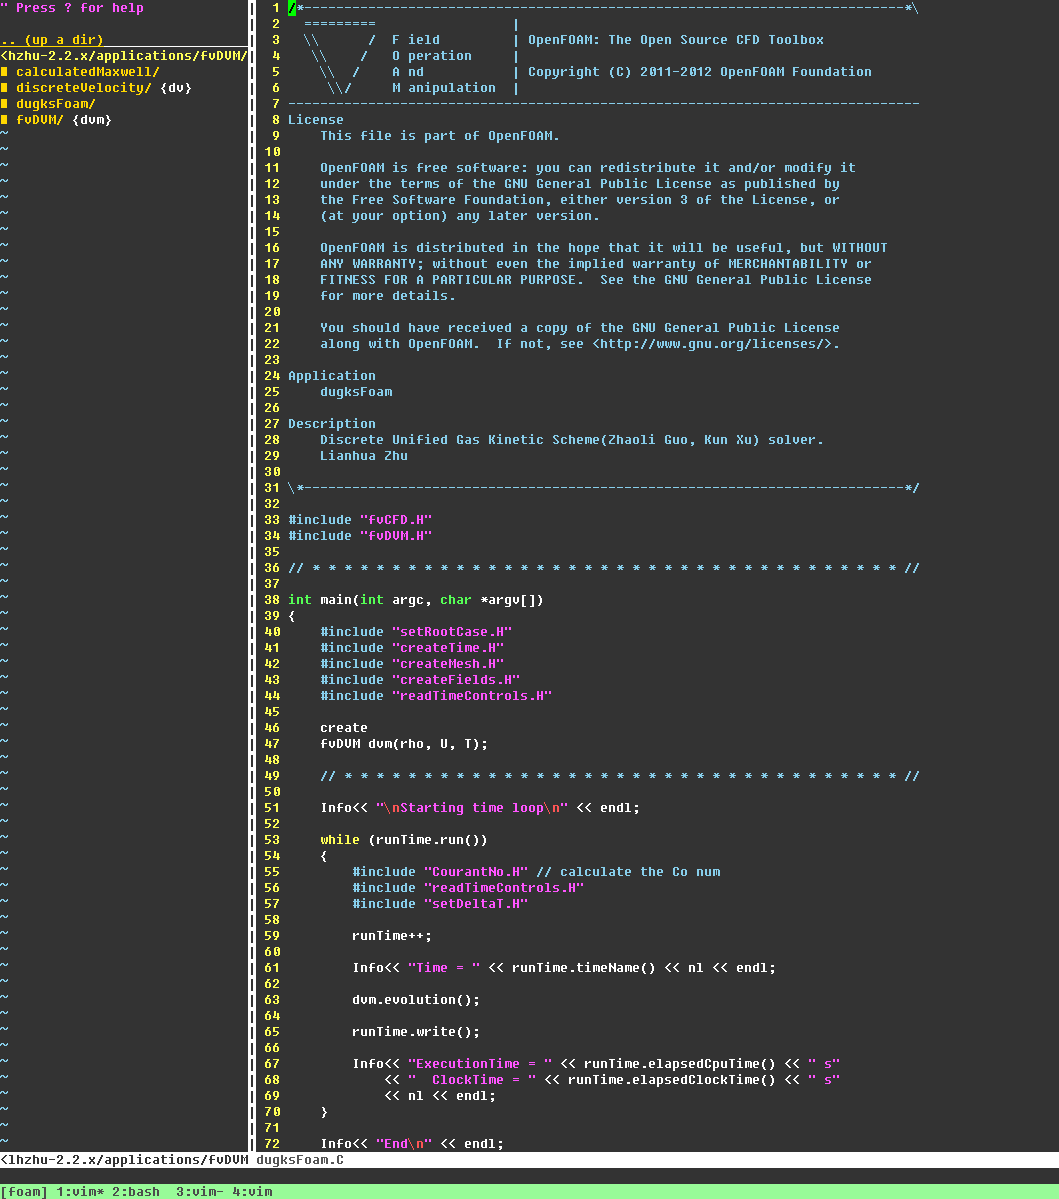 " Press ? for help
.. (up a dir)
<hzhu-2.2.x/applications/fvDVM/
calculatedMaxwell/
discreteVelocity/ {dv}
dugksFoam/
fvDVM/ {dvm}
1 /*---------------------------------------------------------------------------*\
2   =========                 |
3   \\      /  F ield         | OpenFOAM: The Open Source CFD Toolbox
4    \\    /   O peration     |
5     \\  /    A nd           | Copyright (C) 2011-2012 OpenFOAM Foundation
6      \\/     M anipulation  |
7 -------------------------------------------------------------------------------
8 License
9     This file is part of OpenFOAM.
10
11     OpenFOAM is free software: you can redistribute it and/or modify it
12     under the terms of the GNU General Public License as published by
13     the Free Software Foundation, either version 3 of the License, or
14     (at your option) any later version.
15
16     OpenFOAM is distributed in the hope that it will be useful, but WITHOUT
17     ANY WARRANTY; without even the implied warranty of MERCHANTABILITY or
18     FITNESS FOR A PARTICULAR PURPOSE.  See the GNU General Public License
19     for more details.
20
21     You should have received a copy of the GNU General Public License
22     along with OpenFOAM.  If not, see <http://www.gnu.org/licenses/>.
23
24 Application
25     dugksFoam
26
27 Description
28     Discrete Unified Gas Kinetic Scheme(Zhaoli Guo, Kun Xu) solver.
29     Lianhua Zhu
30
31 \*---------------------------------------------------------------------------*/
32
33 #include "fvCFD.H"
34 #include "fvDVM.H"
35
36 // * * * * * * * * * * * * * * * * * * * * * * * * * * * * * * * * * * * * * //
37
38 int main(int argc, char *argv[])
39 {
40     #include "setRootCase.H"
41     #include "createTime.H"
42     #include "createMesh.H"
43     #include "createFields.H"
44     #include "readTimeControls.H"
45
46     create
47     fvDVM dvm(rho, U, T);
48
49     // * * * * * * * * * * * * * * * * * * * * * * * * * * * * * * * * * * * //
50
51     Info<< "\nStarting time loop\n" << endl;
52
53     while (runTime.run())
54     {
55         #include "CourantNo.H" // calculate the Co num
56         #include "readTimeControls.H"
57         #include "setDeltaT.H"
58
59         runTime++;
60
61         Info<< "Time = " << runTime.timeName() << nl << endl;
62
63         dvm.evolution();
64
65         runTime.write();
66
67         Info<< "ExecutionTime = " << runTime.elapsedCpuTime() << " s"
68             << "  ClockTime = " << runTime.elapsedClockTime() << " s"
69             << nl << endl;
70     }
71
72     Info<< "End\n" << endl;
<lhzhu-2.2.x/applications/fvDVM dugksFoam.C
[foam] 1:vim* 2:bash  3:vim- 4:vim